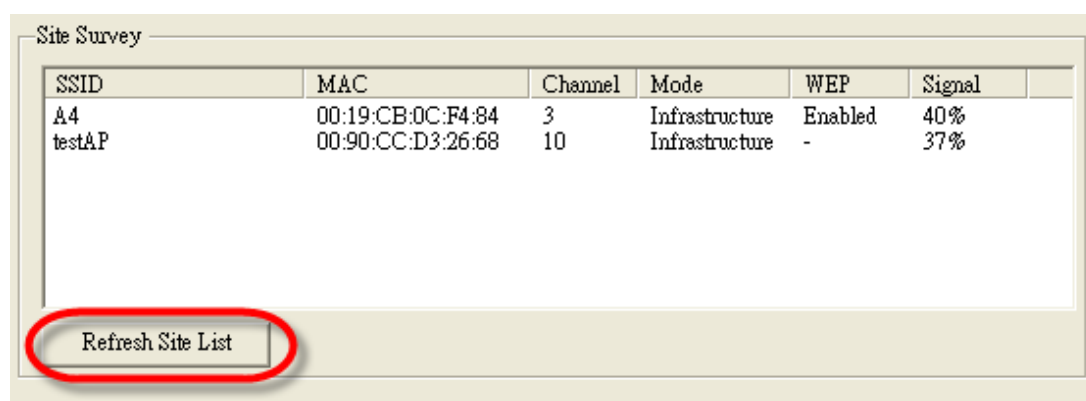 Site Survey
SSID MAC Channel Mode WEP Signal
A4 00:19:CB:0C:F4:84 3 Infrastructure Enabled 40%
testAP 00:90:CC:D3:26:68 10 Infrastructure - 37%
Refresh Site List